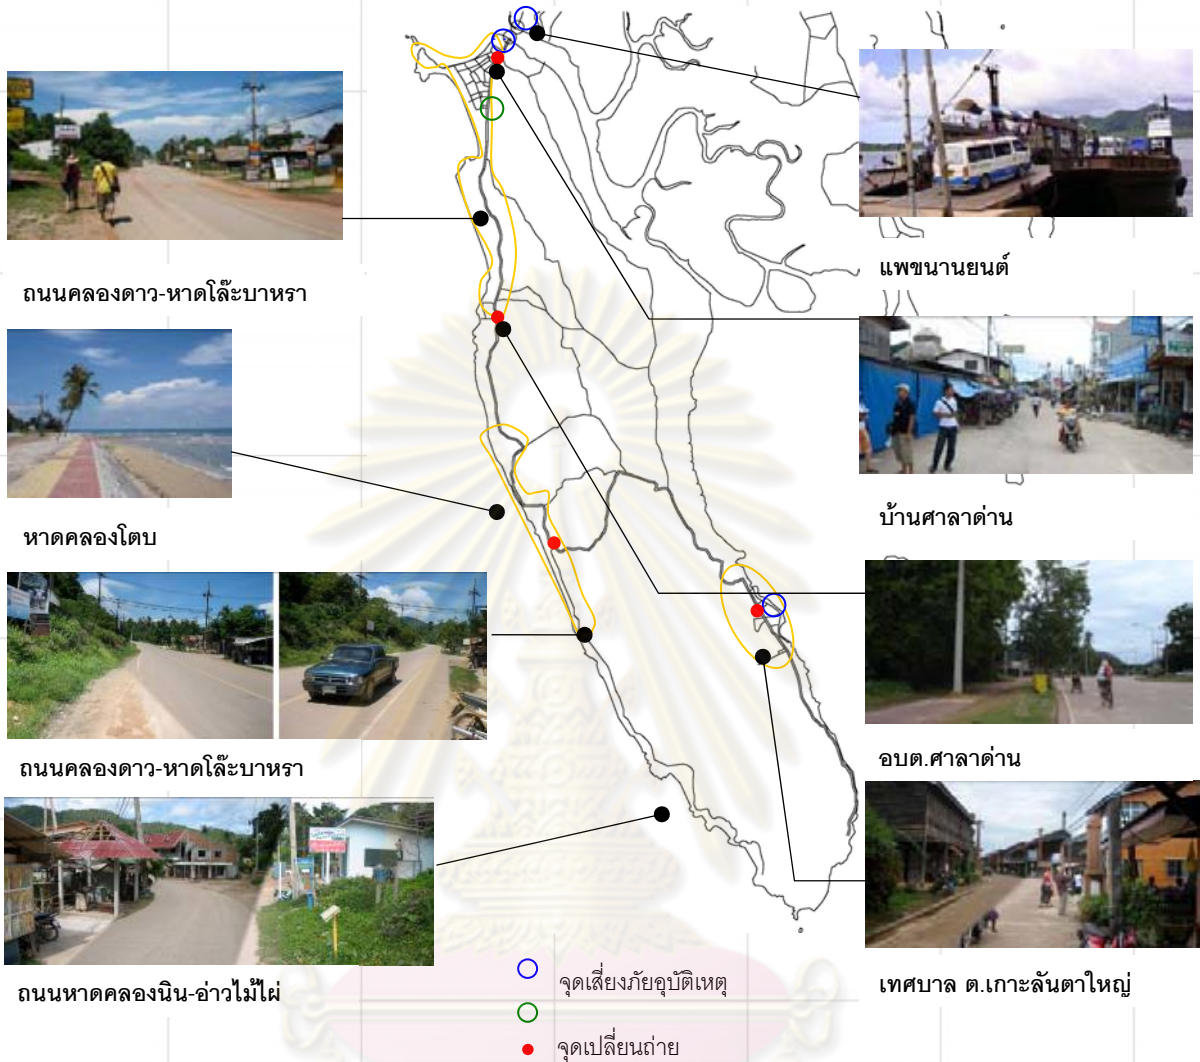 แพขนานยนต์
ถนนคลองดาว-หาดโล๊ะบาหรา
บ้านศาลาด่าน
หาดคลองโตบ
อบต.ศาลาด่าน
ถนนคลองดาว-หาดโล๊ะบาหรา
เทศบาล ต.เกาะลันตาใหญ่
ถนนหาดคลองนิน-อ่าวไม้ไผ่
จุดเสี่ยงภัยอุบัติเหตุ
จุดเปลี่ยนถ่าย